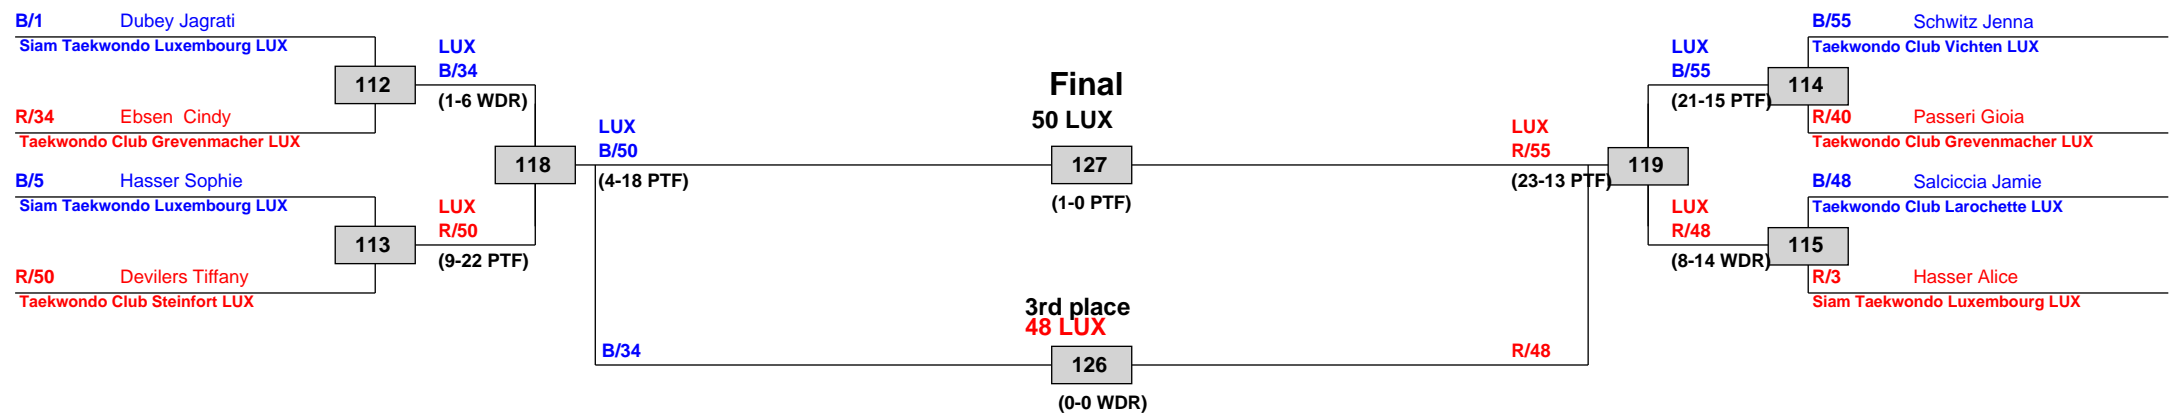 B/1 Dubey Jagrati
Siam Taekwondo Luxembourg LUX
112
R/34 Ebsen  Cindy
Taekwondo Club Grevenmacher LUX
B/5 Hasser Sophie
Siam Taekwondo Luxembourg LUX
113
R/50 Devilers Tiffany
Taekwondo Club Steinfort LUX
LUX
B/34
(1-6 WDR)
118
LUX
R/50
(9-22 PTF)
LUX
B/50
(4-18 PTF)
B/34
Final
50 LUX
127
(1-0 PTF)
3rd place
48 LUX
126
(0-0 WDR)
LUX
R/55
(23-13 PTF)
R/48
119
LUX
B/55
(21-15 PTF)
LUX
R/48
(8-14 WDR)
B/55 Schwitz Jenna
Taekwondo Club Vichten LUX
114
R/40 Passeri Gioia
Taekwondo Club Grevenmacher LUX
B/48 Salciccia Jamie
Taekwondo Club Larochette LUX
115
R/3 Hasser Alice
Siam Taekwondo Luxembourg LUX